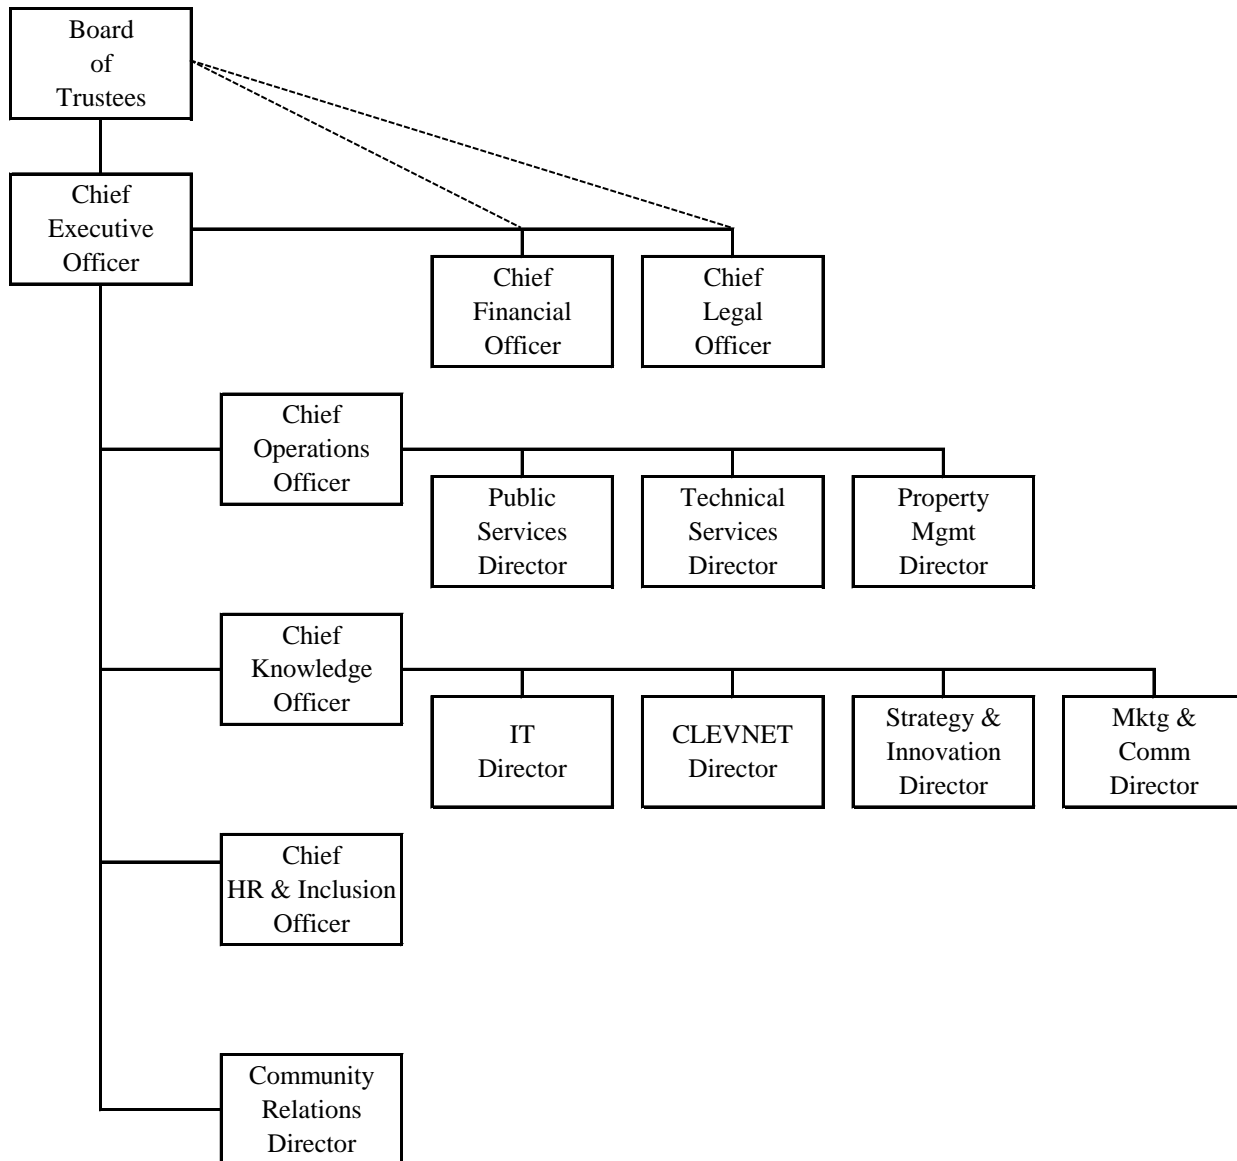 Board
of
Trustees
Chief
Executive
Officer
Chief
Financial
Officer
Chief
Legal
Officer
Chief
Operations
Officer
Public
Services
Director
Technical
Services
Director
Property
Mgmt
Director
Chief
Knowledge
Officer
IT
Director
CLEVNET
Director
Strategy &
Innovation
Director
Mktg &
Comm
Director
Chief
HR & Inclusion
Officer
Community
Relations
Director